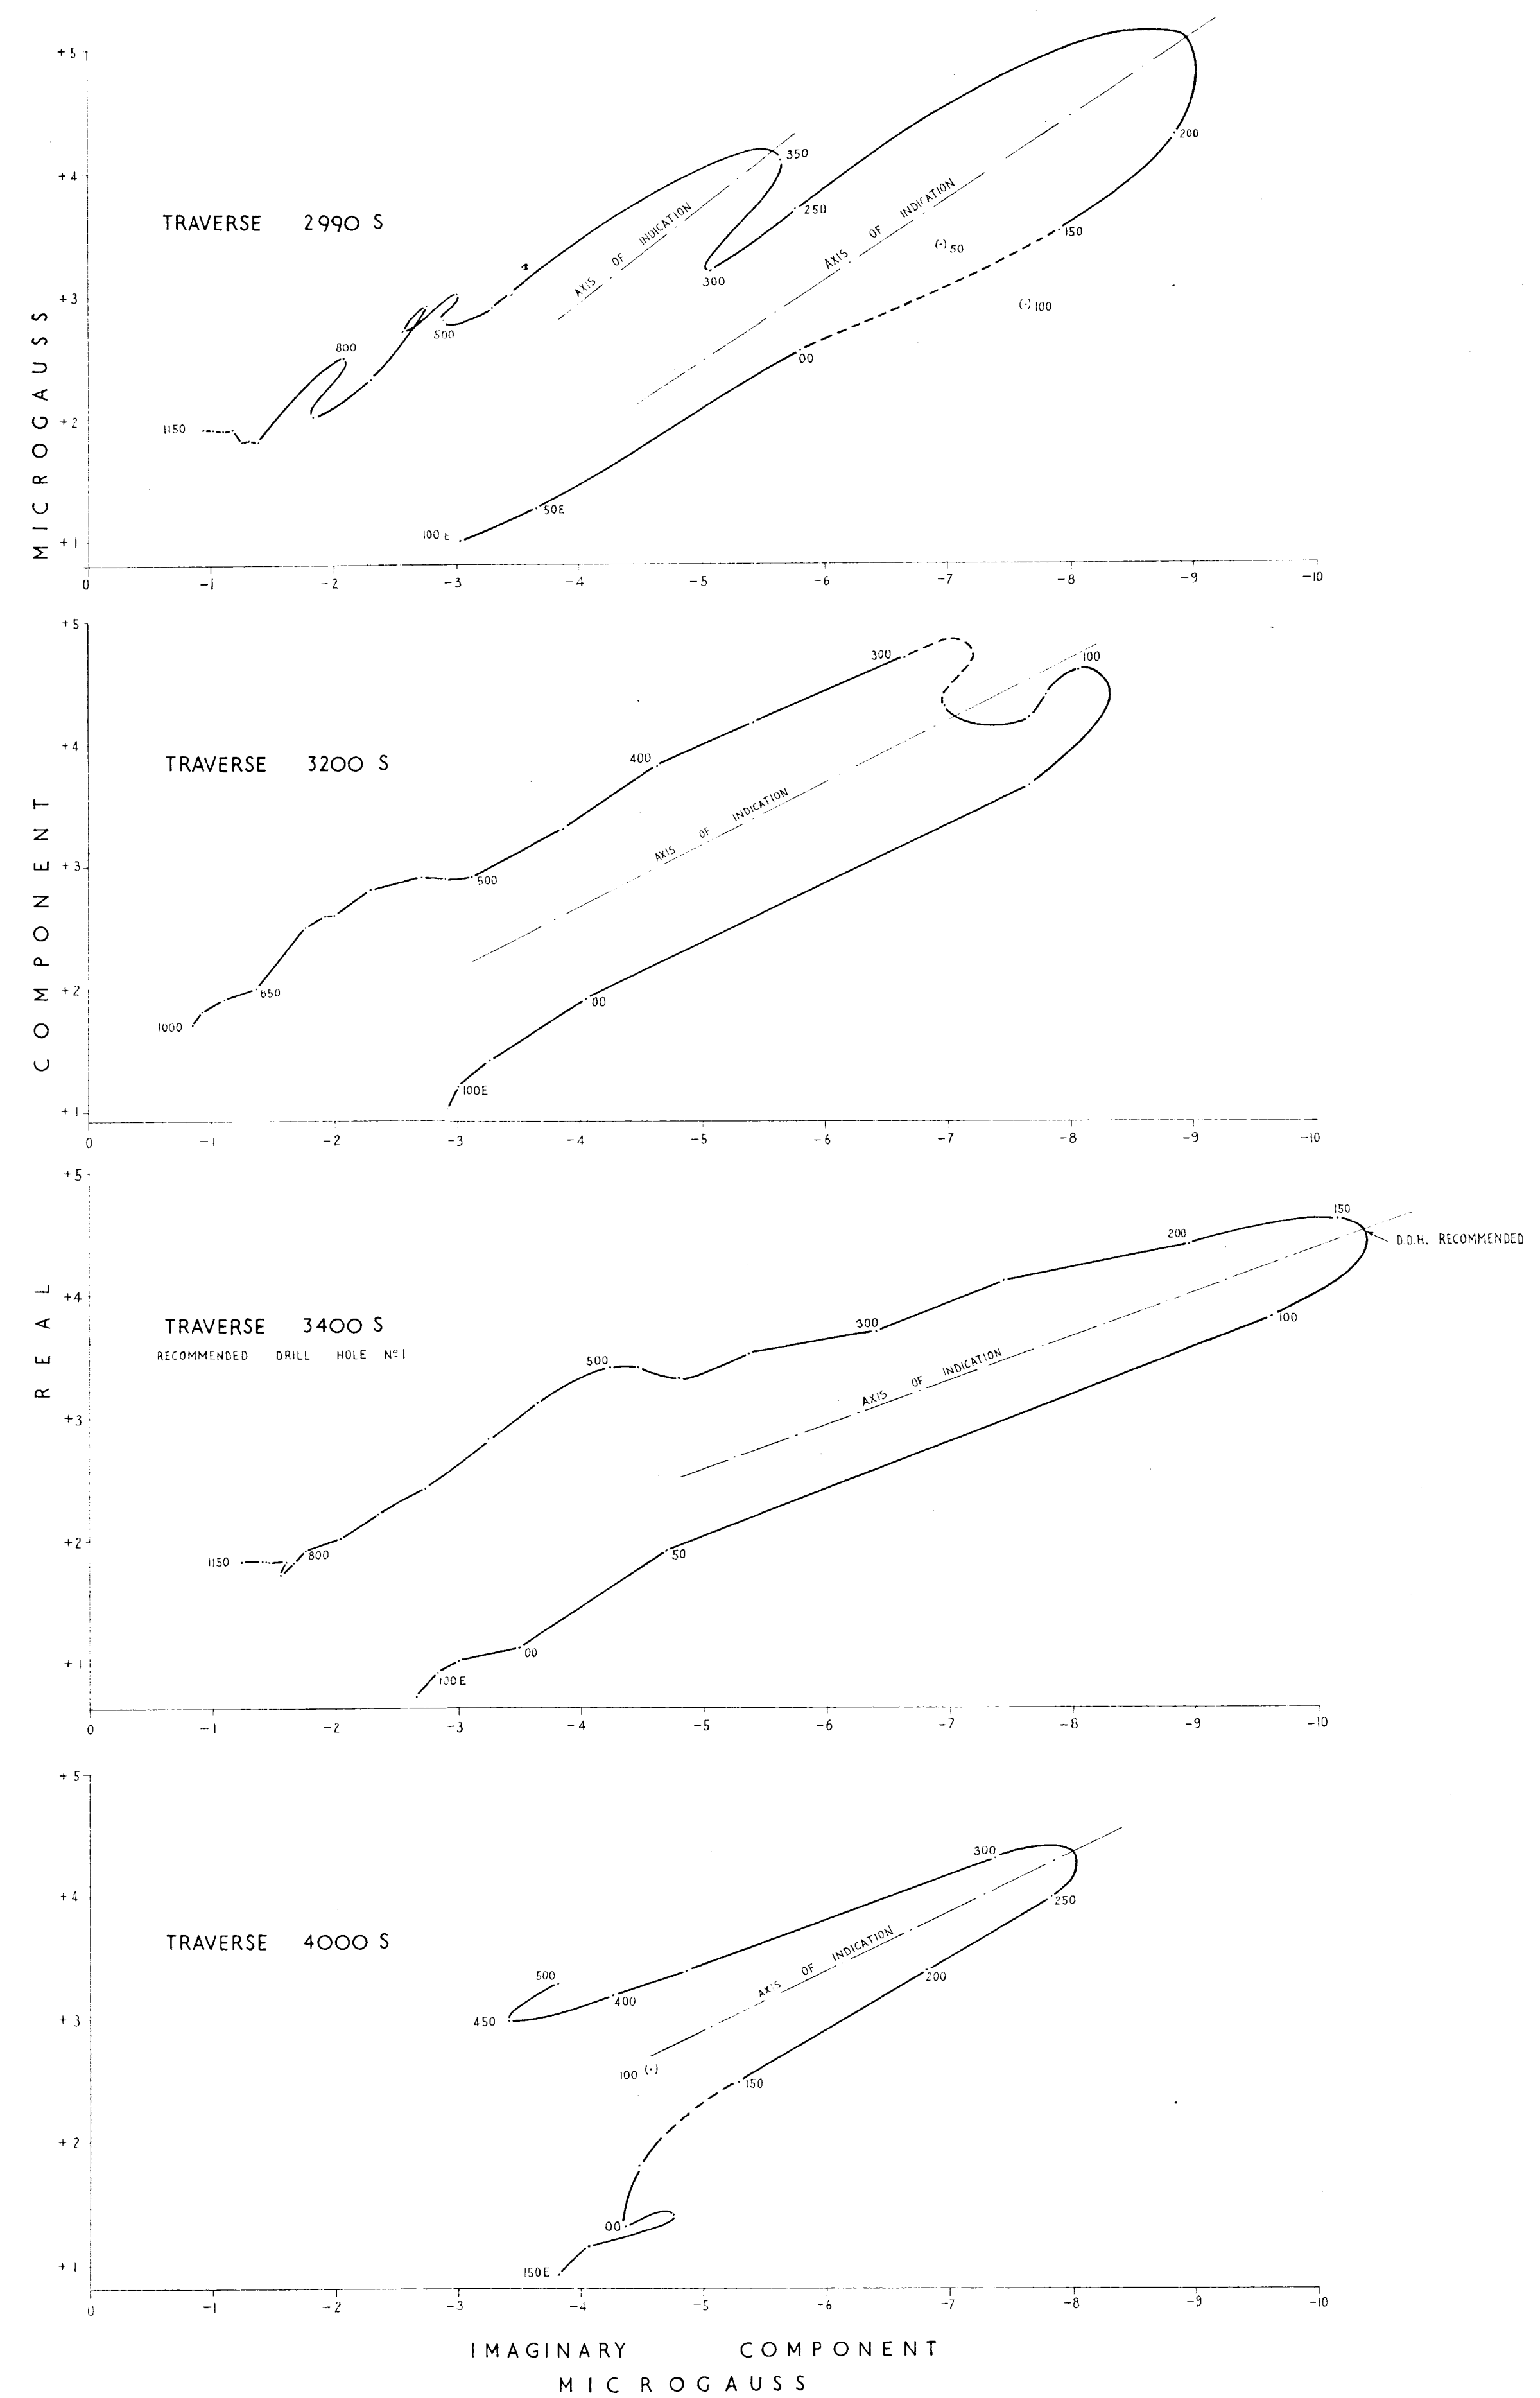 MICROGAUSS
COMPONENT
REAL
+5
+4
+3
+2
+1
TRAVERSE 2990 S
350
250
300
200
150
(·) 50
(·) 100
AXIS OF INDICATION
AXIS OF INDICATION
500
800
1150
00
50E
100 E
0 -1 -2 -3 -4 -5 -6 -7 -8 -9 -10
+5
+4
+3
+2
+1
TRAVERSE 3200 S
300
100
400
AXIS OF INDICATION
500
850
1000
00
100E
0 -1 -2 -3 -4 -5 -6 -7 -8 -9 -10
+5
+4
+3
+2
+1
TRAVERSE 3400 S
RECOMMENDED DRILL HOLE Nº 1
150
200
D.D.H. RECOMMENDED
100
300
500
AXIS OF INDICATION
1150
800
50
00
100E
0 -1 -2 -3 -4 -5 -6 -7 -8 -9 -10
+5
+4
+3
+2
+1
TRAVERSE 4000 S
300
250
200
AXIS OF INDICATION
500
400
450
100 (·)
150
00
150E
0 -1 -2 -3 -4 -5 -6 -7 -8 -9 -10
IMAGINARY COMPONENT
MICROGAUSS